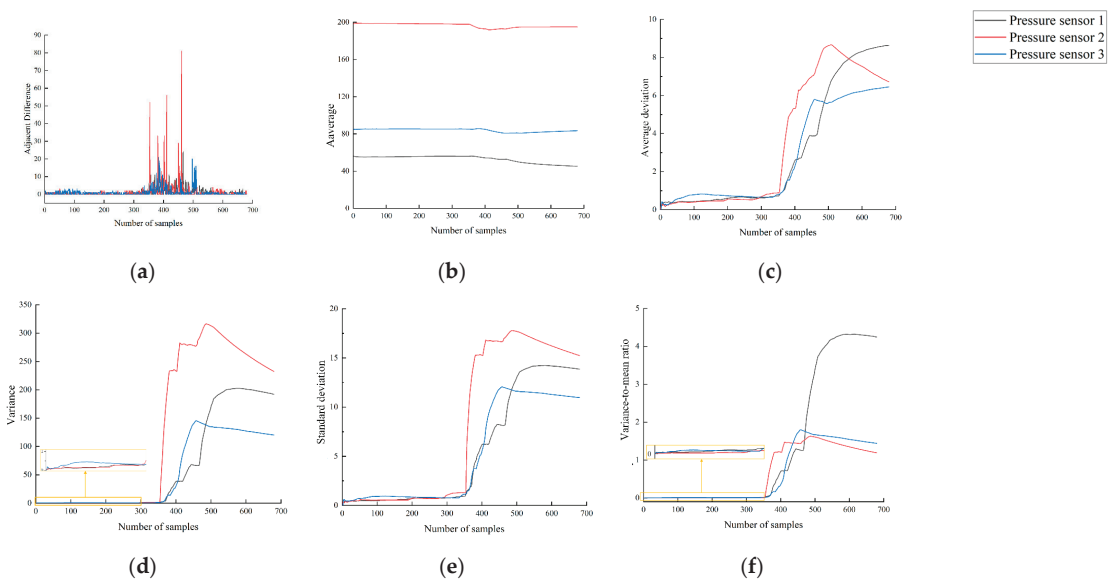 Pressure sensor 1
Pressure sensor 2
Pressure sensor 3
90
80
70
60
50
40
30
20
10
0
Adjacent Difference
0 100 200 300 400 500 600 700
Number of samples
(a)
200
160
120
80
40
Aaverage
0 100 200 300 400 500 600 700
Number of samples
(b)
10
8
6
4
2
0
Average deviation
0 100 200 300 400 500 600 700
Number of samples
(c)
350
300
250
200
150
100
50
0
Variance
0 100 200 300 400 500 600 700
Number of samples
(d)
20
15
10
5
0
Standard deviation
0 100 200 300 400 500 600 700
Number of samples
(e)
5
4
3
2
1
0
0
Variance-to-mean ratio
0 100 200 300 400 500 600 700
Number of samples
(f)